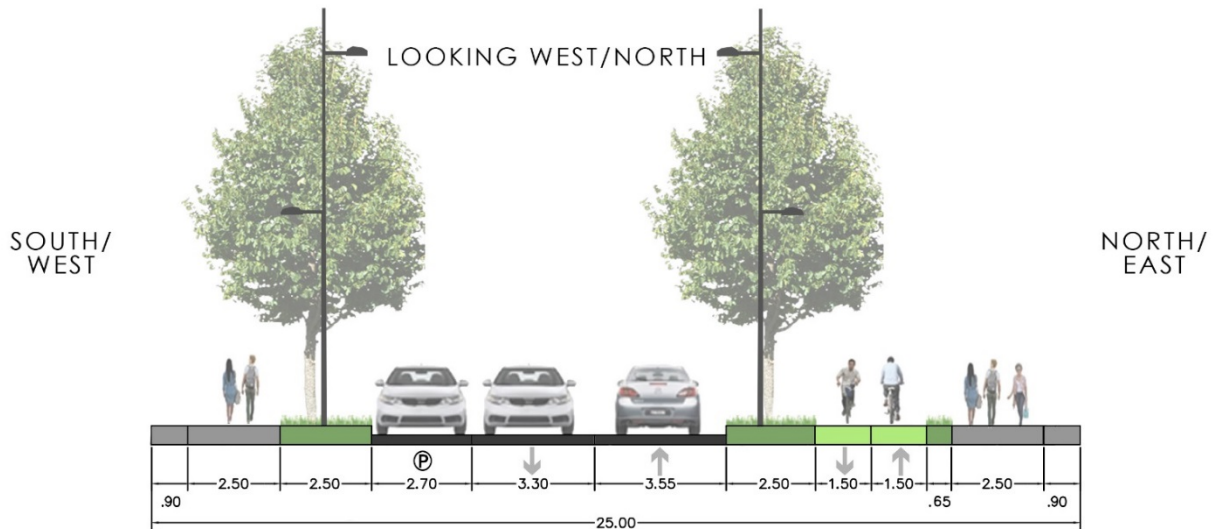 LOOKING WEST/NORTH
SOUTH/
WEST
NORTH/
EAST
P
2.50 2.50 2.70 3.30 3.55 2.50 1.50 1.50 2.50
.90 .65 .90
25.00